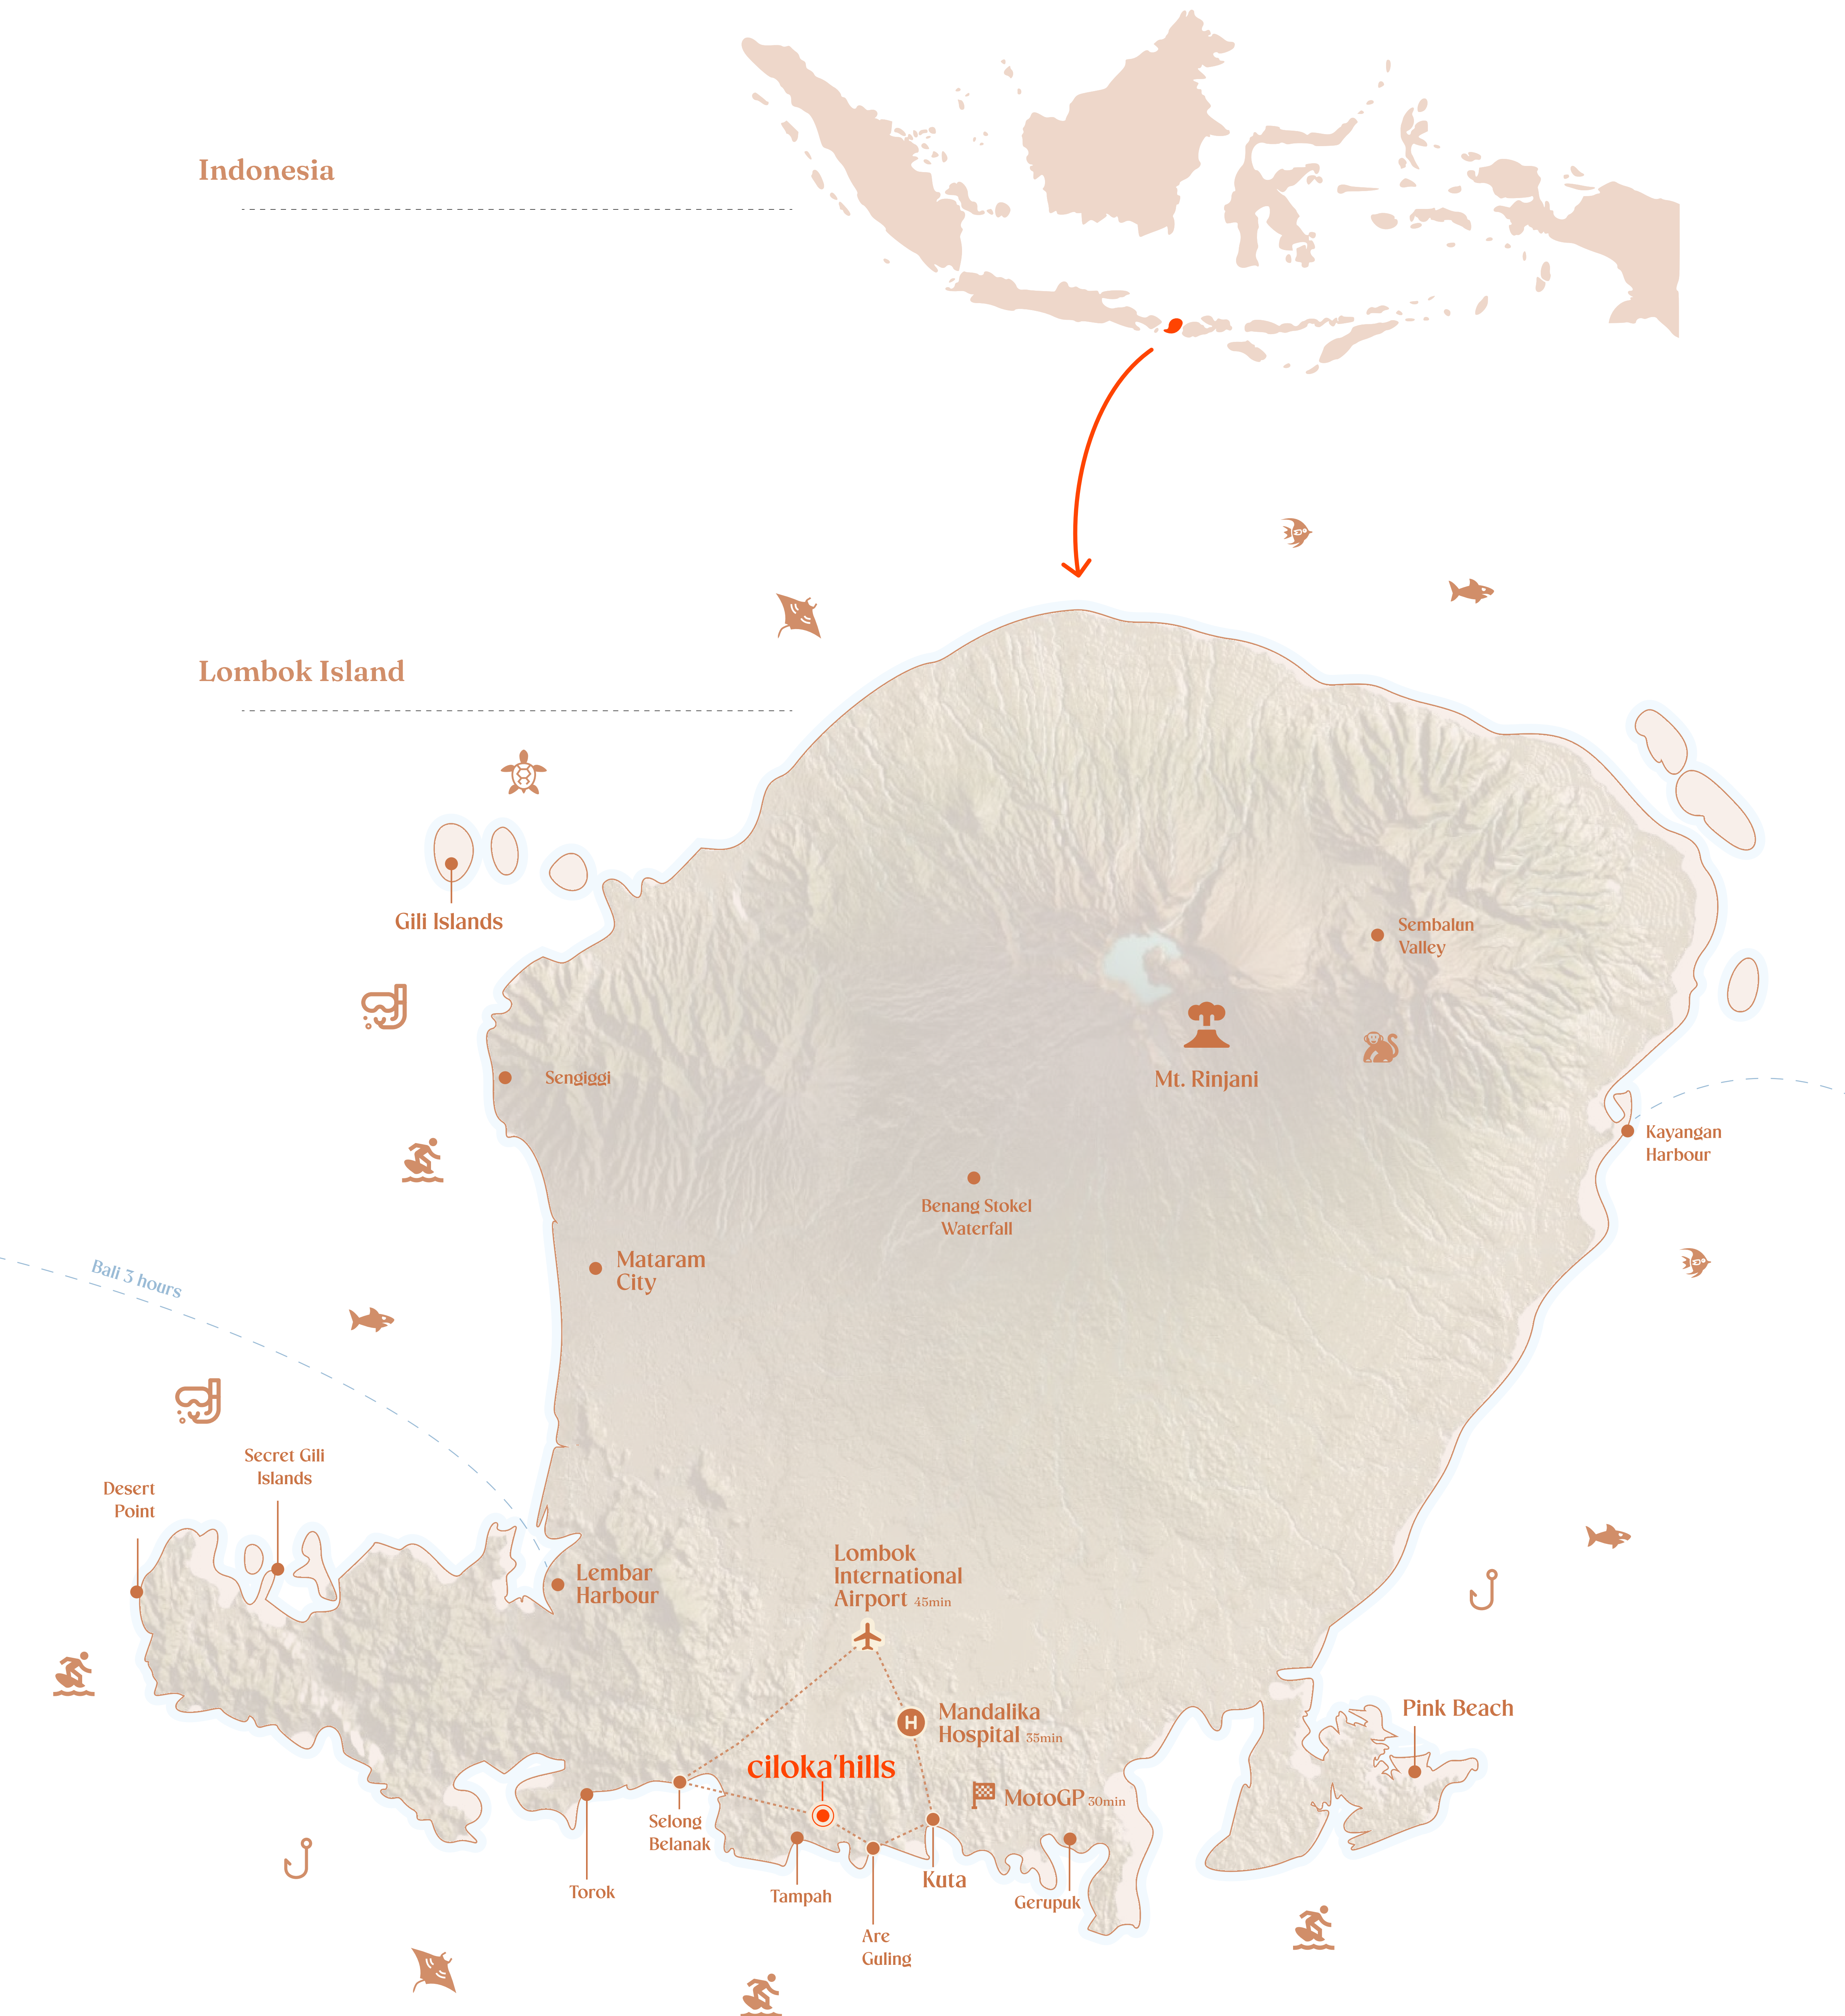 Indonesia
Lombok Island
Gili Islands
Sembalun
Valley
Sengiggi
Mt. Rinjani
Kayangan
Harbour
Benang Stokel
Waterfall
Mataram
City
Bali 3 hours
Secret Gili
Islands
Desert
Point
Lembar
Harbour
Lombok
International
Airport 45min
H
Mandalika
Hospital 35min
Pink Beach
ciloka'hills
MotoGP 30min
Selong
Belanak
Torok
Tampah
Kuta
Gerupuk
Are
Guling